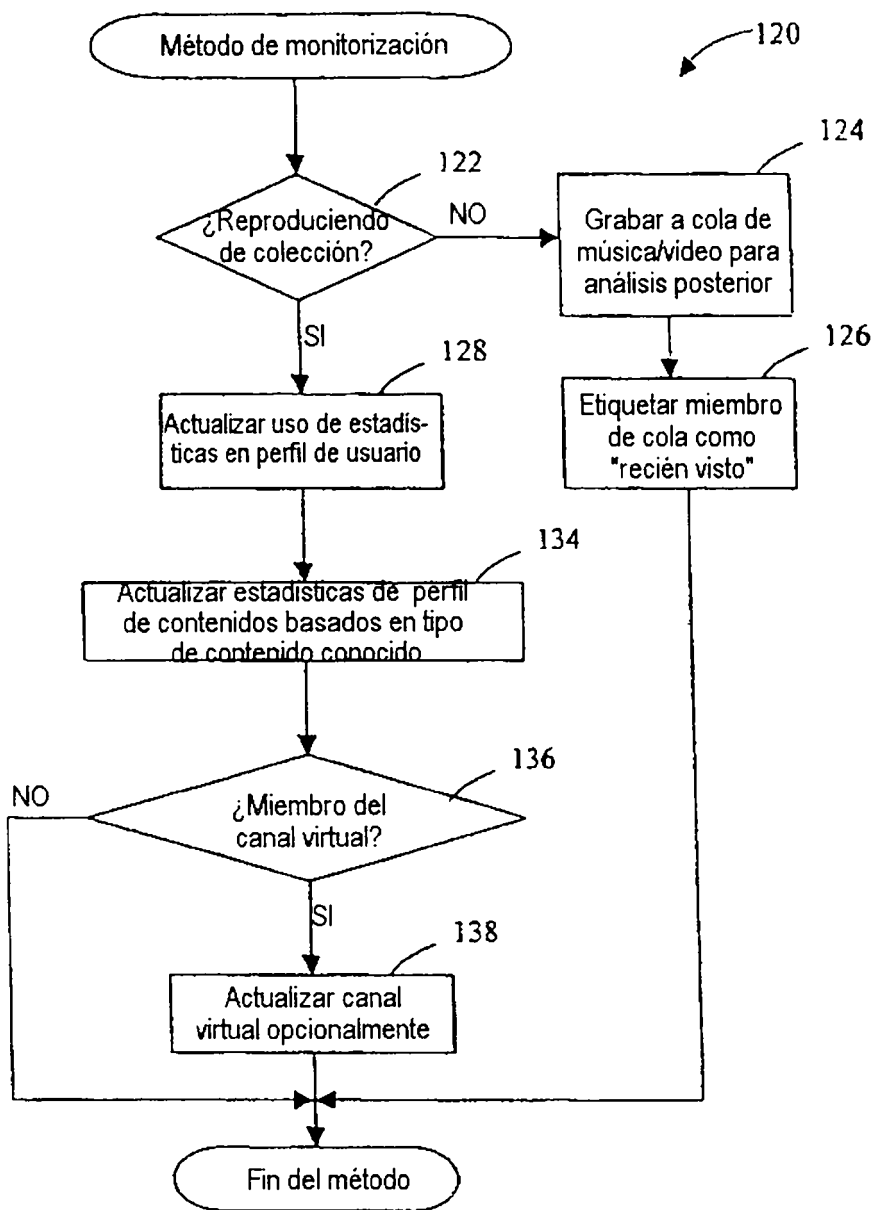 Método de monitorización
120
122
¿Reproduciendo
de colección?
NO
124
Grabar a cola de
música/video para
análisis posterior
SI
128
126
Actualizar uso de estadís-
ticas en perfil de usuario
Etiquetar miembro
de cola como
"recién visto"
134
Actualizar estadísticas de perfil
de contenidos basados en tipo
de contenido conocido
136
NO
¿Miembro del
canal virtual?
SI
138
Actualizar canal
virtual opcionalmente
Fin del método